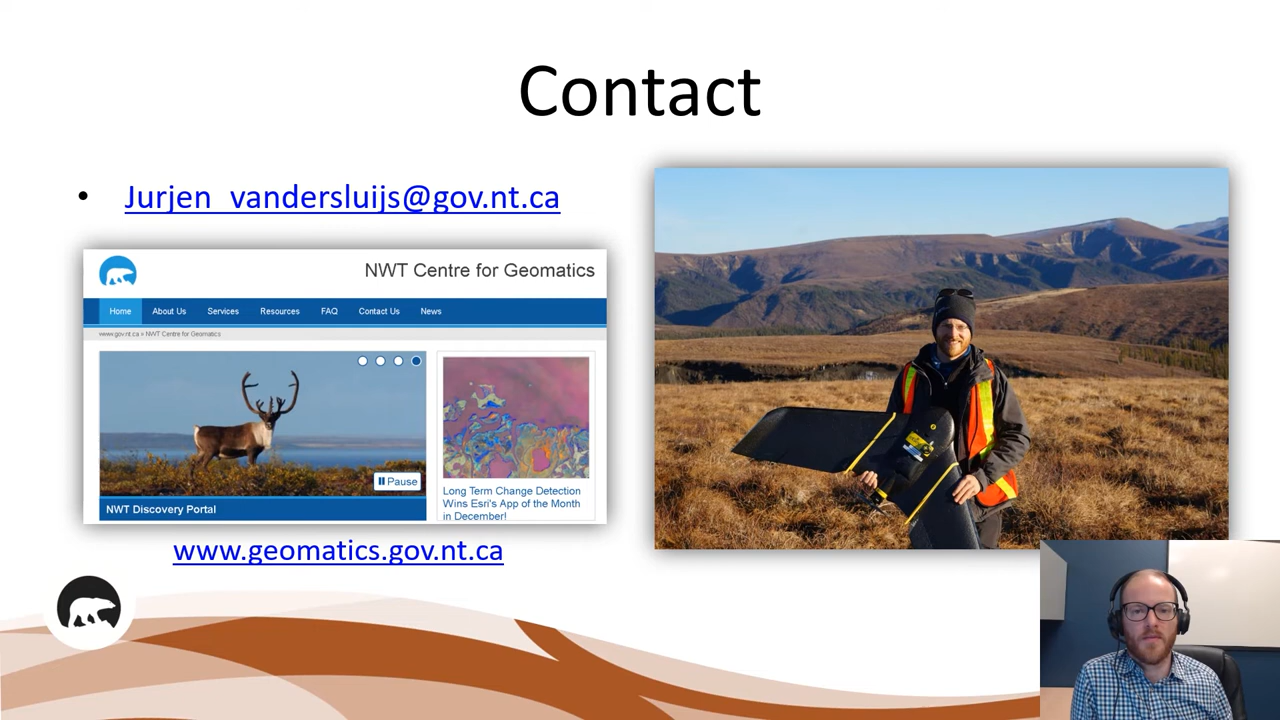 Contact
• Jurjen_vandersluijs@gov.nt.ca
NWT Centre for Geomatics
Home About Us Services Resources FAQ Contact Us News
www.gov.nt.ca » NWT Centre for Geomatics
Pause
NWT Discovery Portal
Long Term Change Detection
Wins Esri's App of the Month
in December!
www.geomatics.gov.nt.ca